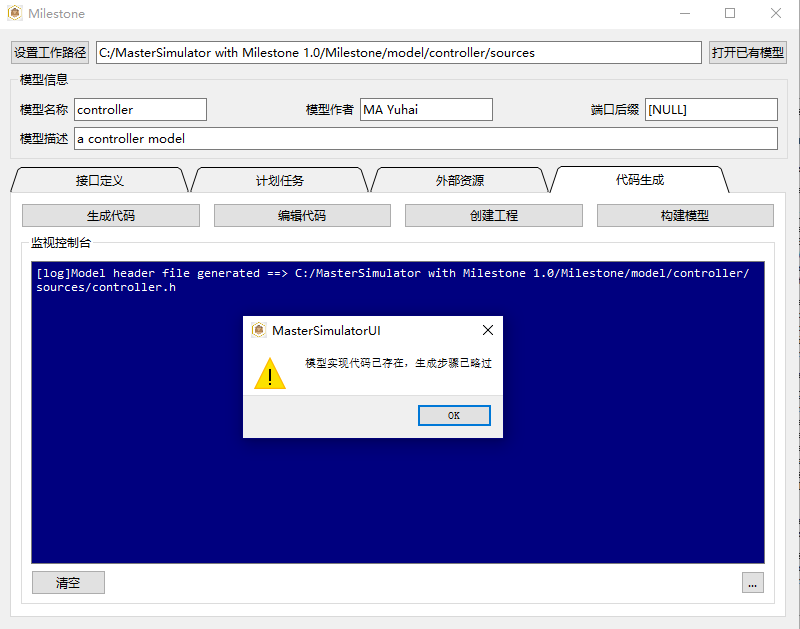 Milestone
设置工作路径
C:/MasterSimulator with Milestone 1.0/Milestone/model/controller/sources
打开已有模型
模型信息
模型名称
controller
模型作者
MA Yuhai
端口后缀
[NULL]
模型描述
a controller model
接口定义
计划任务
外部资源
代码生成
生成代码
编辑代码
创建工程
构建模型
监视控制台
[log]Model header file generated ==> C:/MasterSimulator with Milestone 1.0/Milestone/model/controller/
sources/controller.h
MasterSimulatorUI
模型实现代码已存在，生成步骤已略过
OK
清空
...